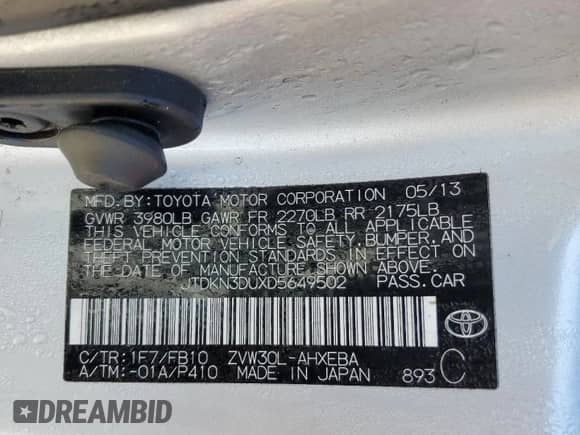 MFD.BY:TOYOTA MOTOR CORPORATION 05/13
GVWR 3980LB GAWR FR 2270LB RR 2175LB
THIS VEHICLE CONFORMS TO ALL APPLICABLE
FEDERAL MOTOR VEHICLE SAFETY, BUMPER, AND
THEFT PREVENTION STANDARDS IN EFFECT ON
THE DATE OF MANUFACTURE SHOWN ABOVE.
JTDKN3DUXD5649502 PASS.CAR
C/TR:1F7/FB10 ZVW30L-AHXEBA
A/TM:-01A/P410 MADE IN JAPAN 893 C
DREAMBID